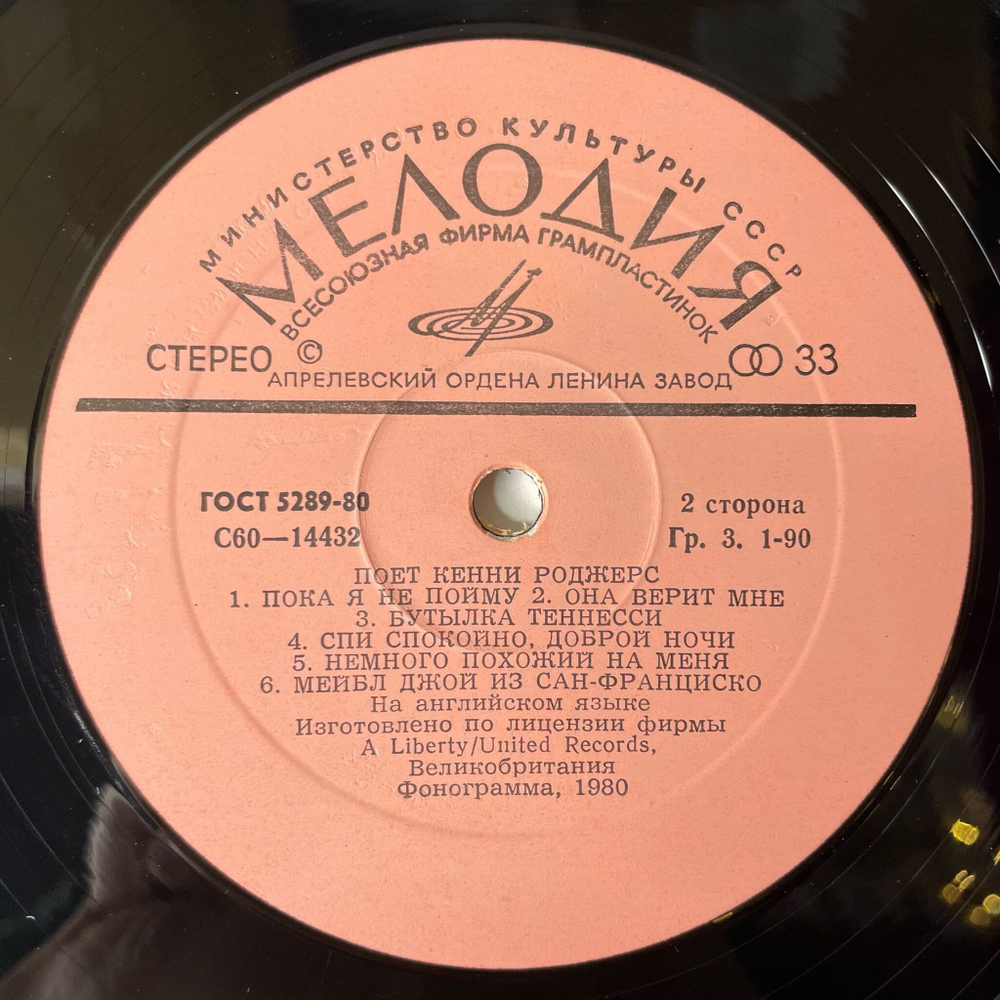 МИНИСТЕРСТВО КУЛЬТУРЫ СССР
МЕЛОДИЯ
ВСЕСОЮЗНАЯ ФИРМА ГРАМПЛАСТИНОК
СТЕРЕО © 33
АПРЕЛЕВСКИЙ ОРДЕНА ЛЕНИНА ЗАВОД
ГОСТ 5289-80 2 сторона
С60—14432 Гр. 3. 1-90
ПОЕТ КЕННИ РОДЖЕРС
1. ПОКА Я НЕ ПОЙМУ 2. ОНА ВЕРИТ МНЕ
3. БУТЫЛКА ТЕННЕССИ
4. СПИ СПОКОЙНО, ДОБРОЙ НОЧИ
5. НЕМНОГО ПОХОЖИЙ НА МЕНЯ
6. МЕЙБЛ ДЖОЙ ИЗ САН-ФРАНЦИСКО
На английском языке
Изготовлено по лицензии фирмы
A Liberty/United Records,
Великобритания
Фонограмма, 1980